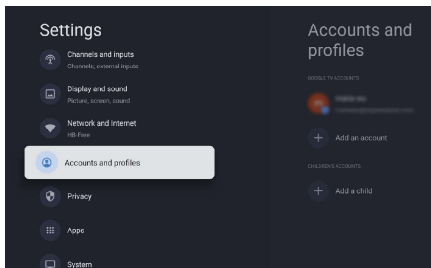 Settings
Channels and inputs
Channels, external inputs
Display and sound
Picture, screen, sound
Network and Internet
HB-Free
Accounts and profiles
Privacy
Apps
System
Accounts and
profiles
GOOGLE TV ACCOUNTS
Add an account
CHILDREN'S ACCOUNTS
Add a child